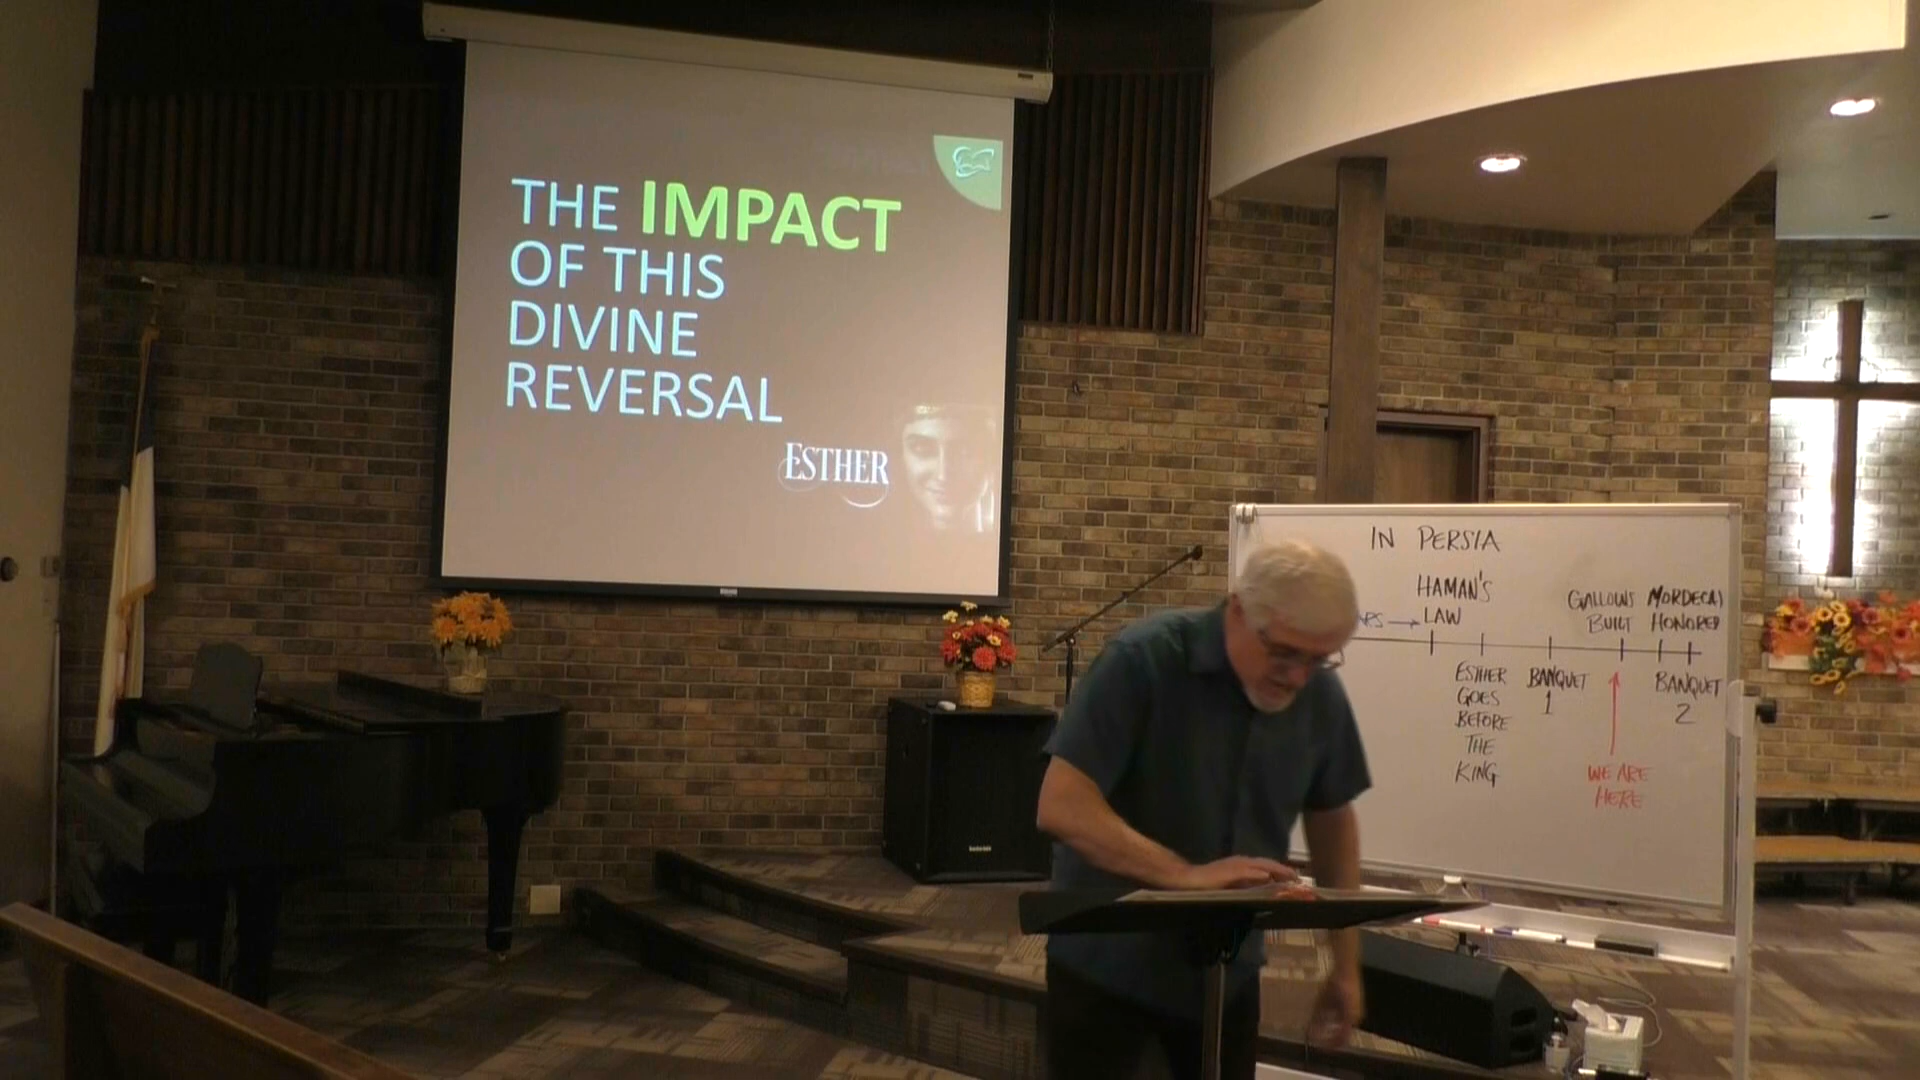 THE IMPACT
OF THIS
DIVINE
REVERSAL
ESTHER
IN PERSIA
HAMAN'S
LAW
GALLOWS
BUILT
MORDECAI
HONORED
ESTHER
GOES
BEFORE
THE
KING
BANQUET
1
BANQUET
2
WE ARE
HERE